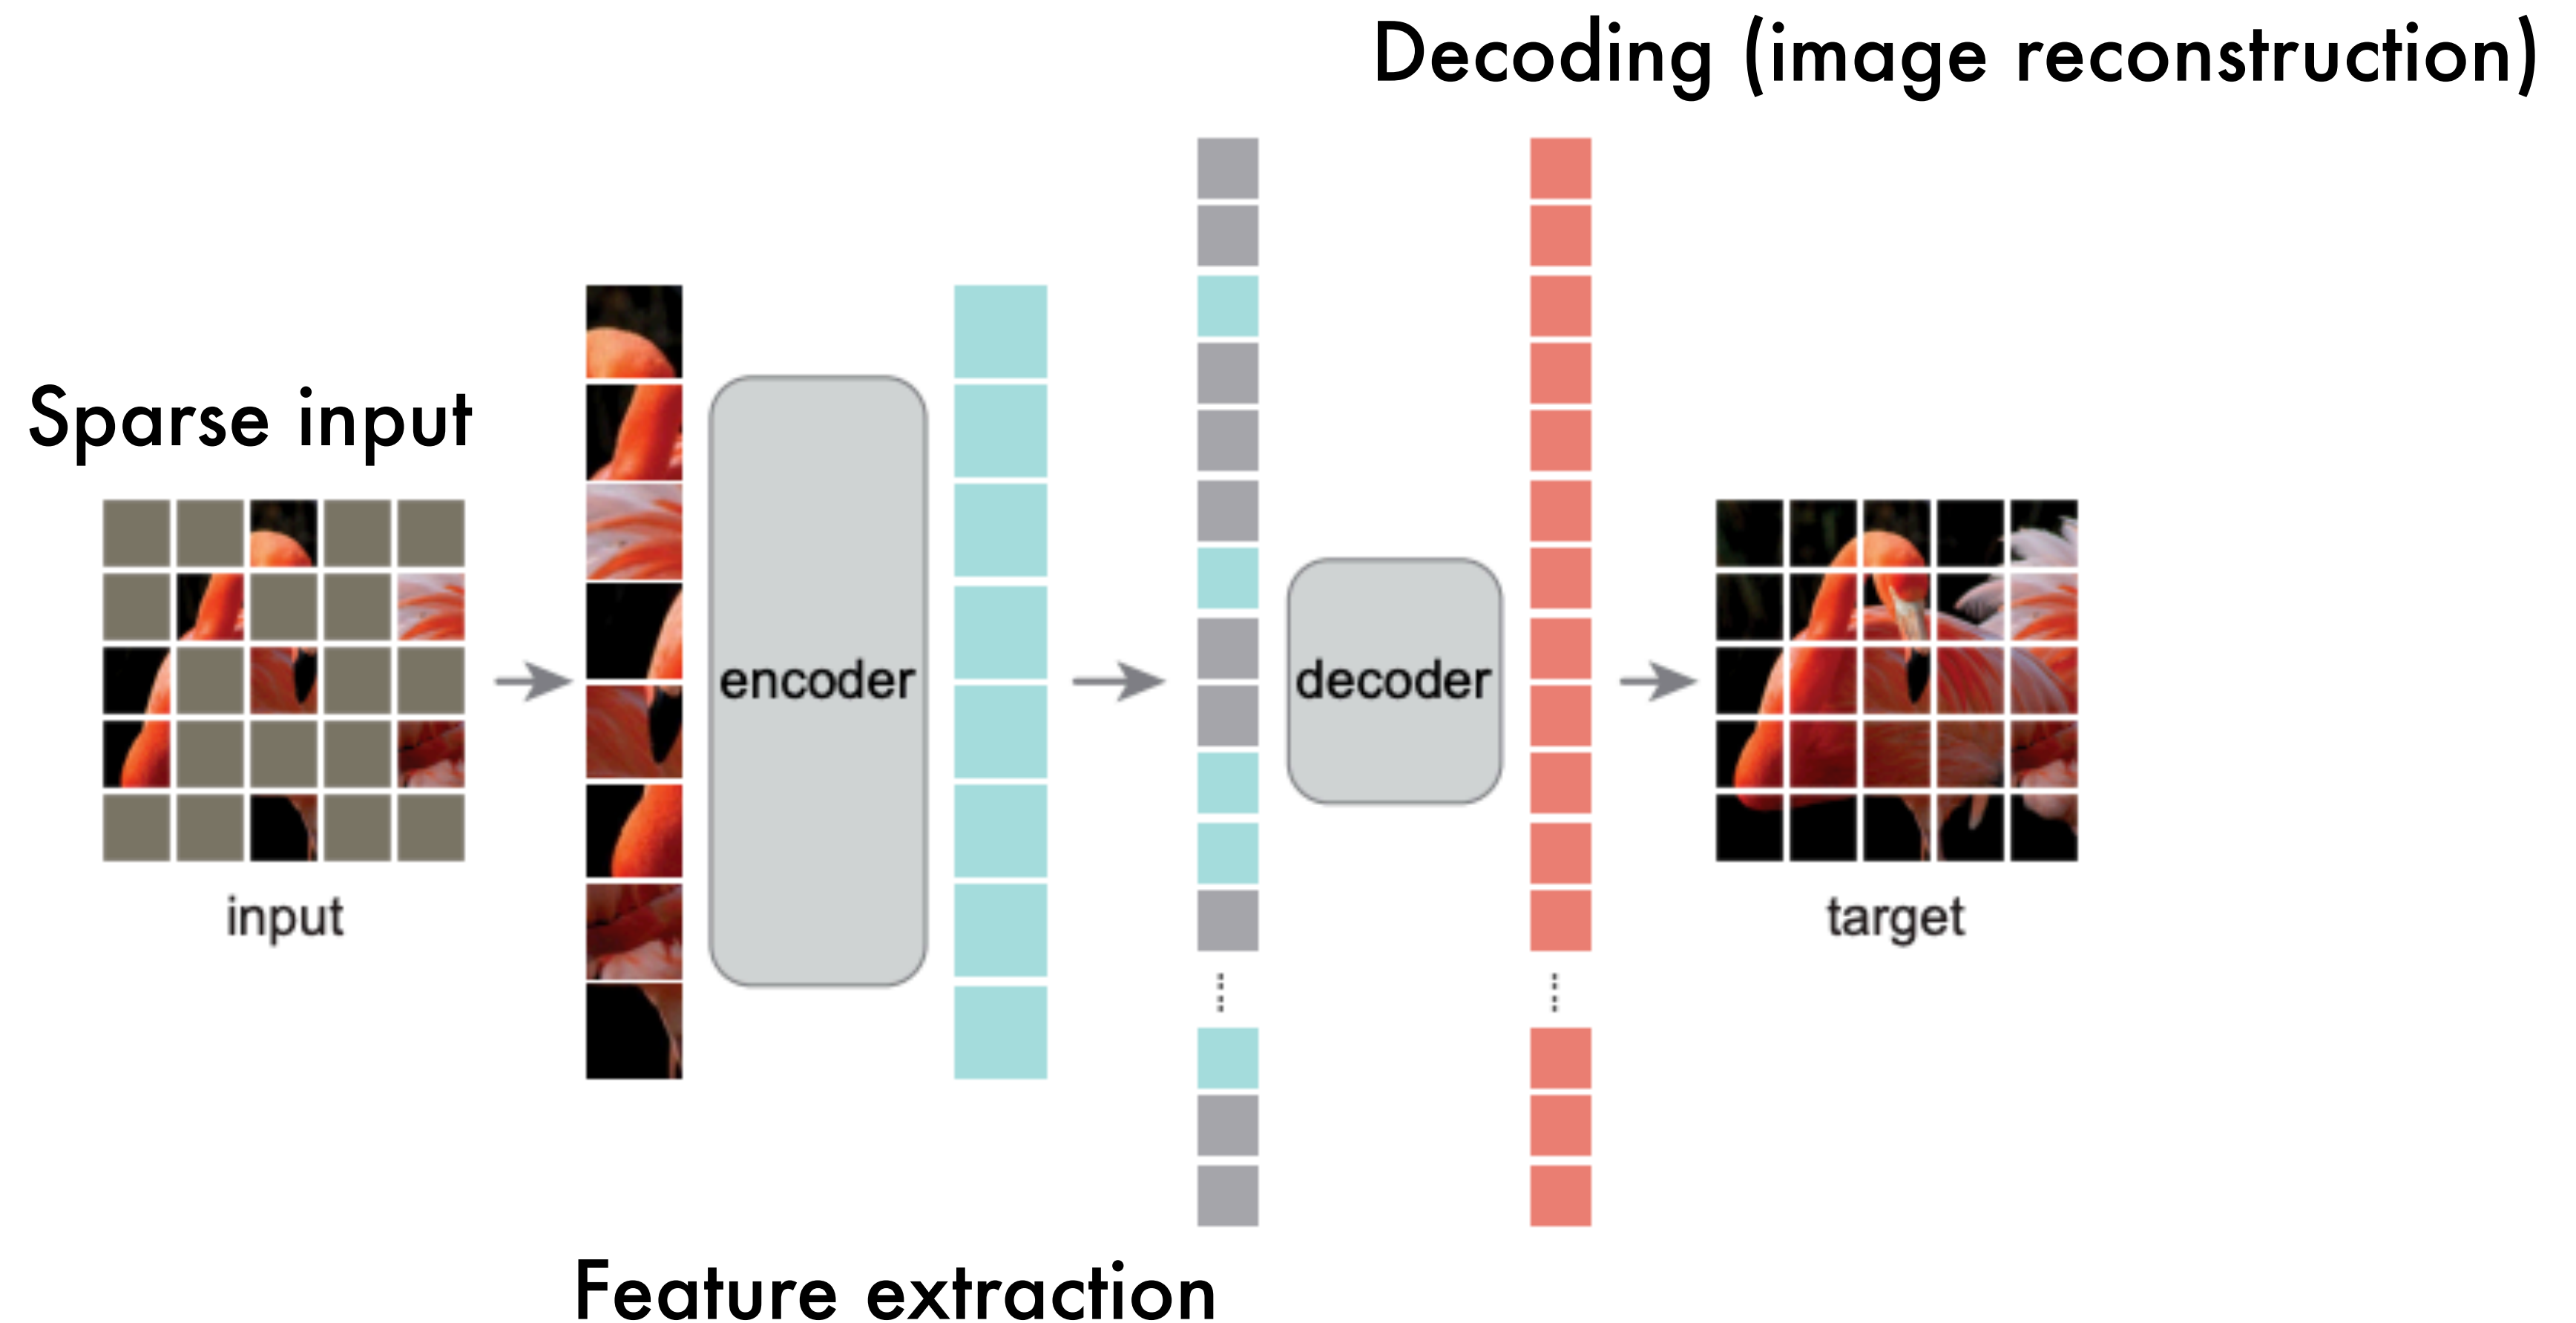 Decoding (image reconstruction)
Sparse input
encoder
decoder
input
target
Feature extraction